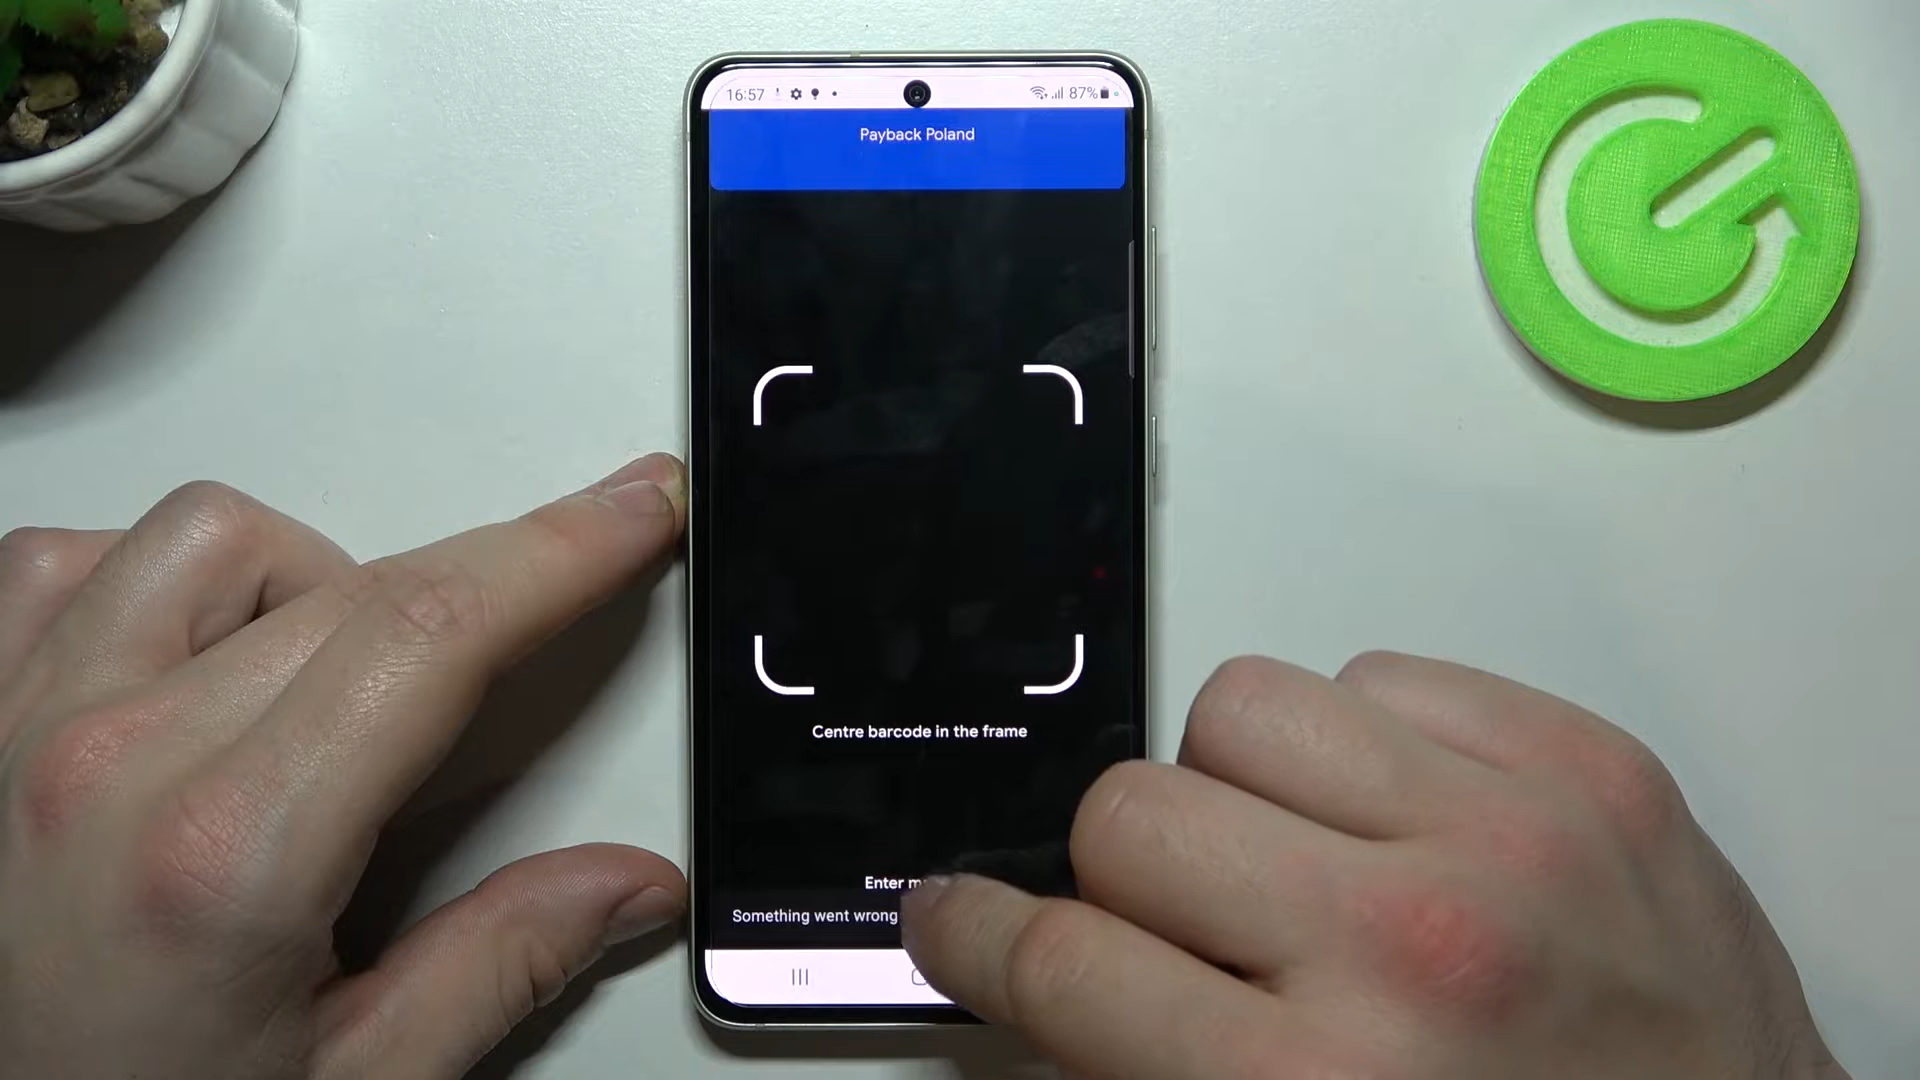 16:57 87%
Payback Poland
Centre barcode in the frame
Enter
Something went wrong